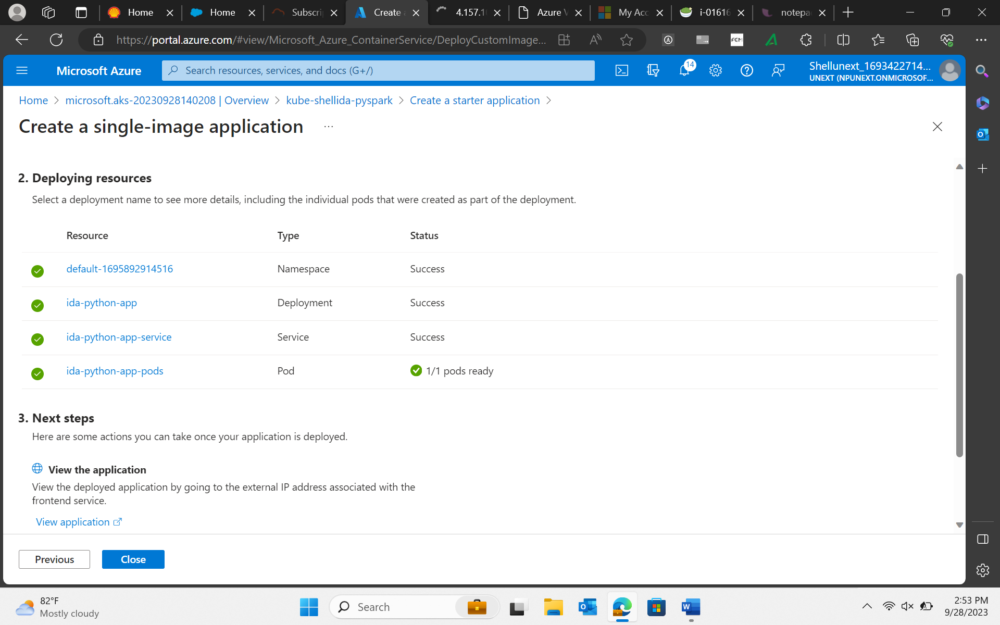 Home
Home
Subscri
Create a
4.157.1
Azure V
My Acc
i-01616
notepa
https://portal.azure.com/#view/Microsoft_Azure_ContainerService/DeployCustomImage...
FCM
Microsoft Azure
Search resources, services, and docs (G+/)
14
Shellunext_1693422714...
UNEXT (NPUNEXT.ONMICROSOF...
Home > microsoft.aks-20230928140208 | Overview > kube-shellida-pyspark > Create a starter application >
Create a single-image application ...
2. Deploying resources
Select a deployment name to see more details, including the individual pods that were created as part of the deployment.
Resource Type Status
default-1695892914516 Namespace Success
ida-python-app Deployment Success
ida-python-app-service Service Success
ida-python-app-pods Pod 1/1 pods ready
3. Next steps
Here are some actions you can take once your application is deployed.
View the application
View the deployed application by going to the external IP address associated with the
frontend service.
View application
Previous Close
82°F
Mostly cloudy
Search
2:53 PM
9/28/2023